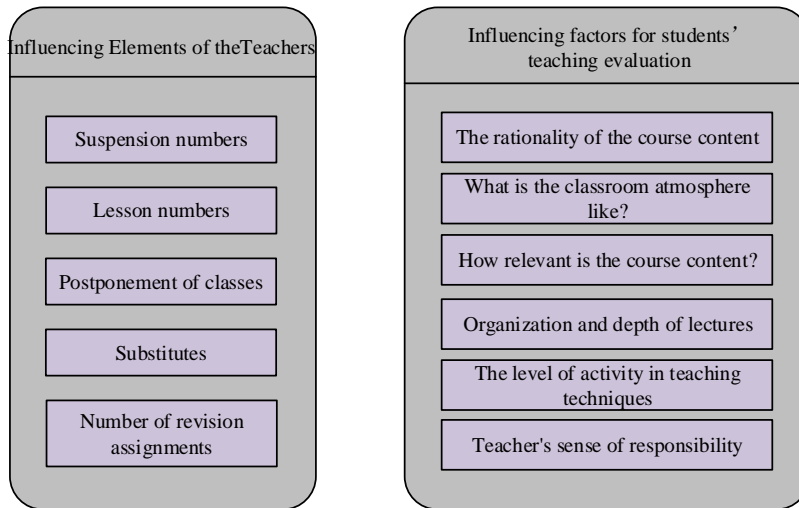 Influencing Elements of theTeachers
Suspension numbers
Lesson numbers
Postponement of classes
Substitutes
Number of revision
assignments
Influencing factors for students’
teaching evaluation
The rationality of the course content
What is the classroom atmosphere
like?
How relevant is the course content?
Organization and depth of lectures
The level of activity in teaching
techniques
Teacher's sense of responsibility